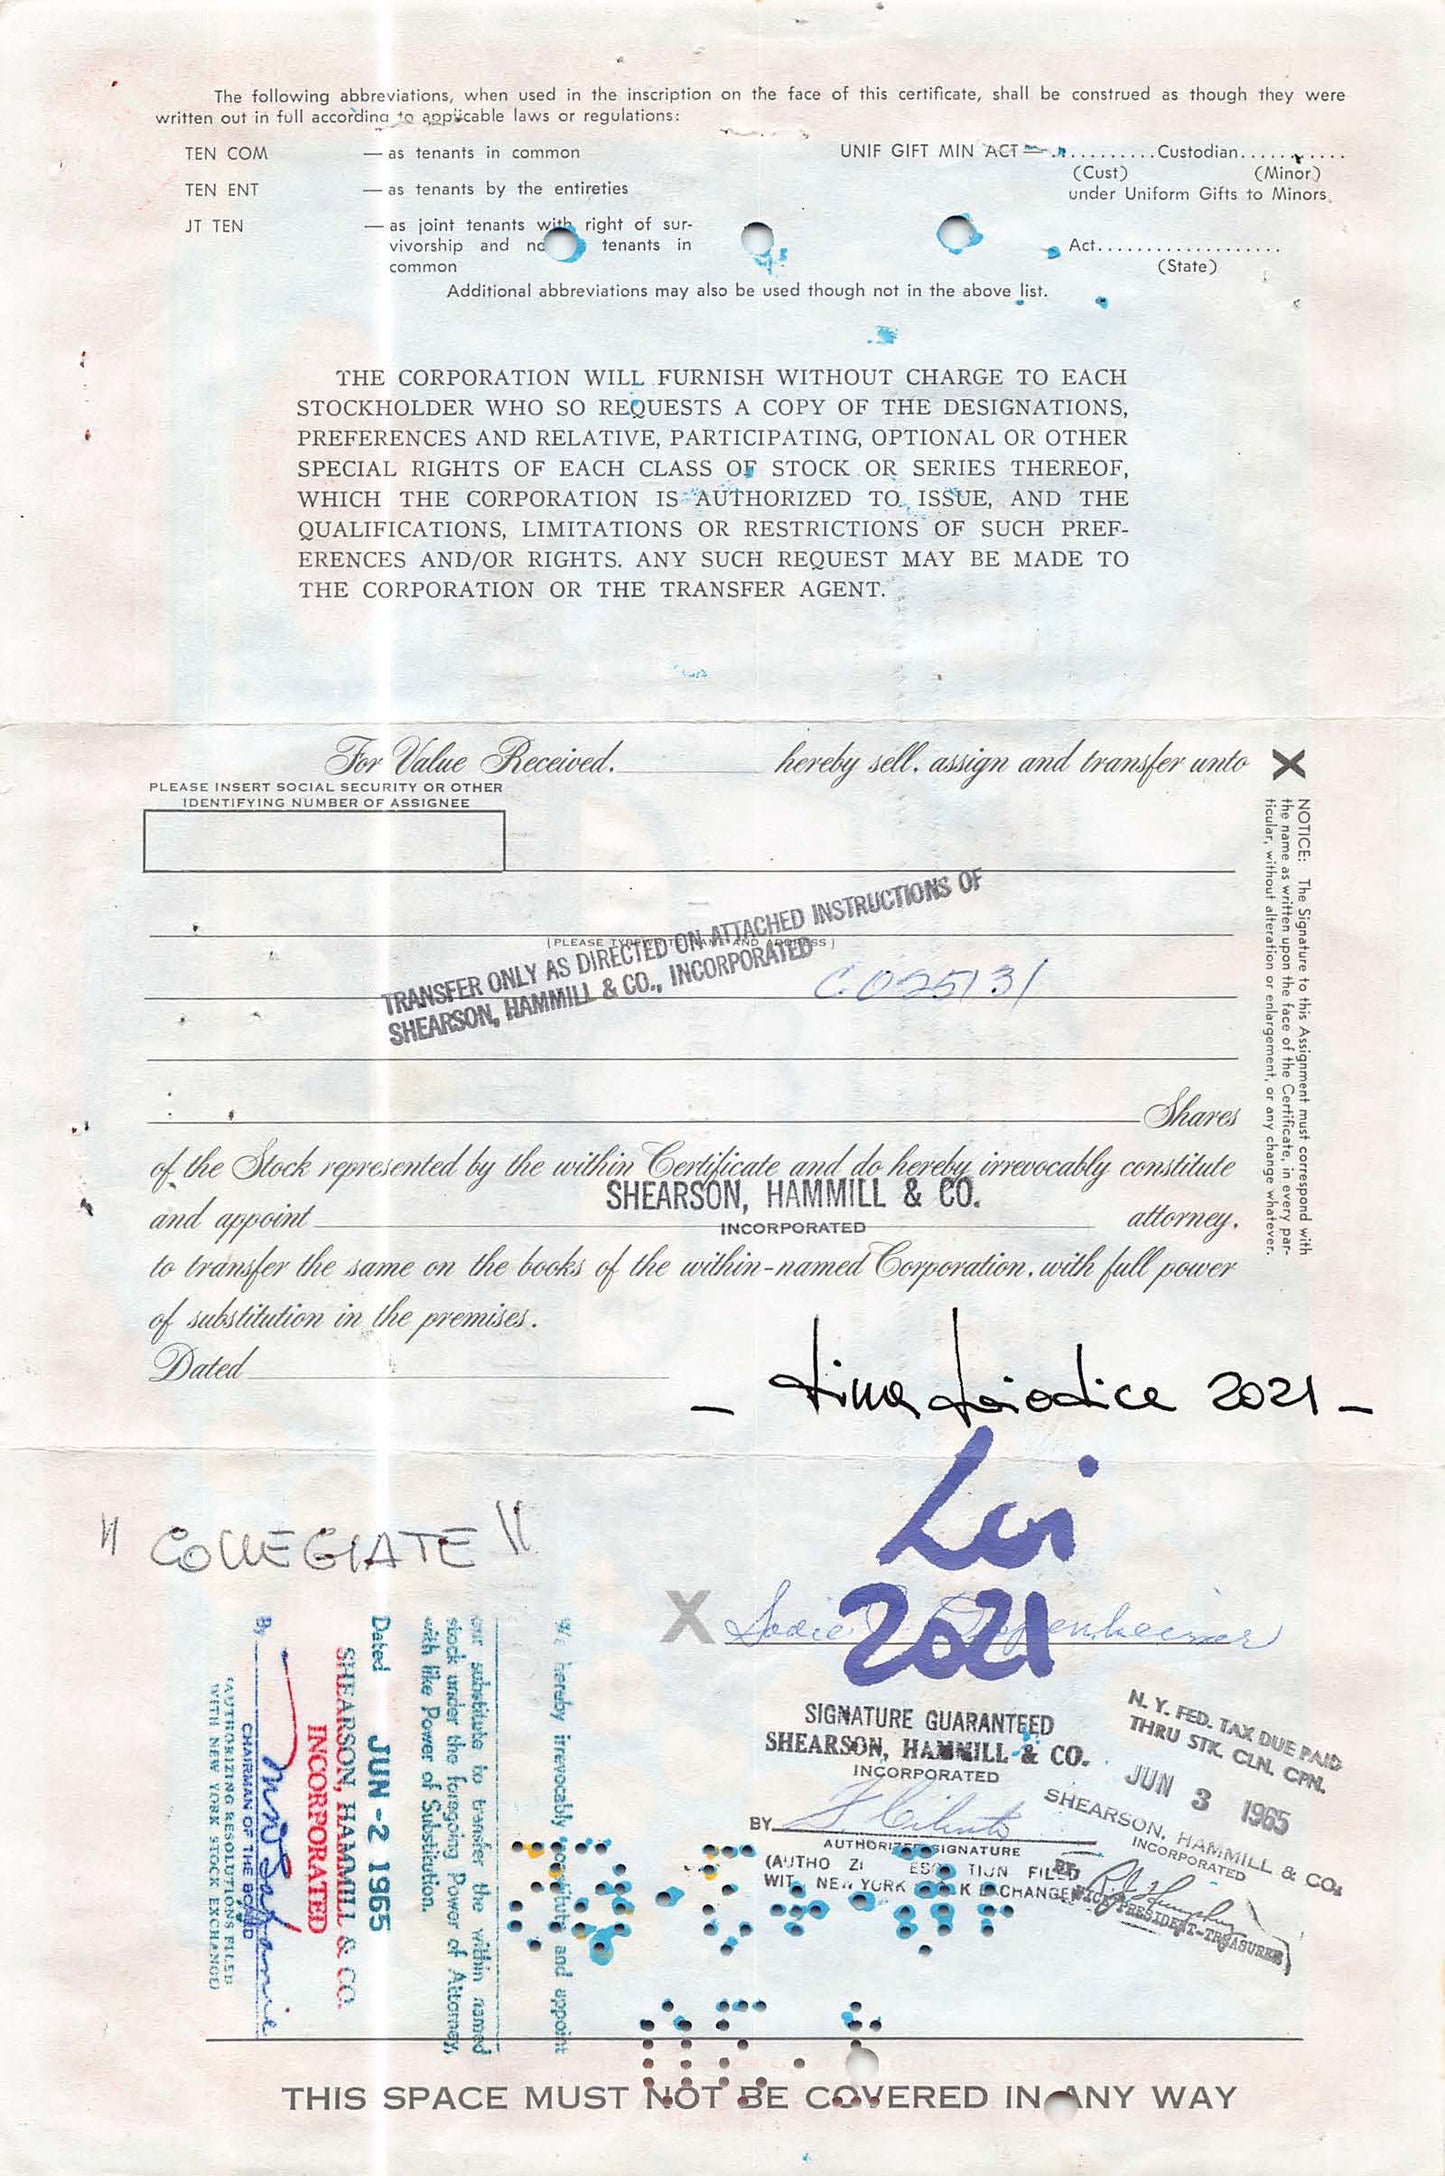 The following abbreviations, when used in the inscription on the face of this certificate, shall be construed as though they were
written out in full according to applicable laws or regulations:
TEN COM — as tenants in common
TEN ENT — as tenants by the entireties
JT TEN — as joint tenants with right of sur-
vivorship and no tenants in
common
UNIF GIFT MIN ACT — ..........Custodian............
(Cust) (Minor)
under Uniform Gifts to Minors
Act...................
(State)
Additional abbreviations may also be used though not in the above list.
THE CORPORATION WILL FURNISH WITHOUT CHARGE TO EACH
STOCKHOLDER WHO SO REQUESTS A COPY OF THE DESIGNATIONS,
PREFERENCES AND RELATIVE, PARTICIPATING, OPTIONAL OR OTHER
SPECIAL RIGHTS OF EACH CLASS OF STOCK OR SERIES THEREOF,
WHICH THE CORPORATION IS AUTHORIZED TO ISSUE, AND THE
QUALIFICATIONS, LIMITATIONS OR RESTRICTIONS OF SUCH PREF-
ERENCES AND/OR RIGHTS. ANY SUCH REQUEST MAY BE MADE TO
THE CORPORATION OR THE TRANSFER AGENT.
For Value Received, hereby sell, assign and transfer unto X
PLEASE INSERT SOCIAL SECURITY OR OTHER
IDENTIFYING NUMBER OF ASSIGNEE
(PLEASE TYPEWRITE NAME AND ADDRESS)
TRANSFER ONLY AS DIRECTED ON ATTACHED INSTRUCTIONS OF
SHEARSON, HAMMILL & CO., INCORPORATED
C.025131
Shares
of the Stock represented by the within Certificate and do hereby irrevocably constitute
SHEARSON, HAMMILL & CO.
and appoint INCORPORATED attorney,
to transfer the same on the books of the within-named Corporation, with full power
of substitution in the premises.
Dated
NOTICE: The Signature to this Assignment must correspond with
the name as written upon the face of the Certificate, in every par-
ticular, without alteration or enlargement, or any change whatever.
2021 –
Loi
2021
"COLLEGIATE"
X Sadie
SIGNATURE GUARANTEED
SHEARSON, HAMMILL & CO.
INCORPORATED
BY
AUTHORIZED SIGNATURE
N. Y. FED. TAX DUE PAID
THRU STK. CLN. CPN.
JUN 3 1965
SHEARSON, HAMMILL & CO.
INCORPORATED
VICE PRESIDENT-TREASURER
We hereby irrevocably constitute and appoint
our substitute to transfer the within named
stock under the foregoing Power of Attorney,
with like Power of Substitution.
Dated JUN -2 1965
SHEARSON, HAMMILL & CO.
INCORPORATED
By
CHAIRMAN OF THE BOARD
(AUTHORIZING RESOLUTIONS FILED
WITH NEW YORK STOCK EXCHANGE)
THIS SPACE MUST NOT BE COVERED IN ANY WAY